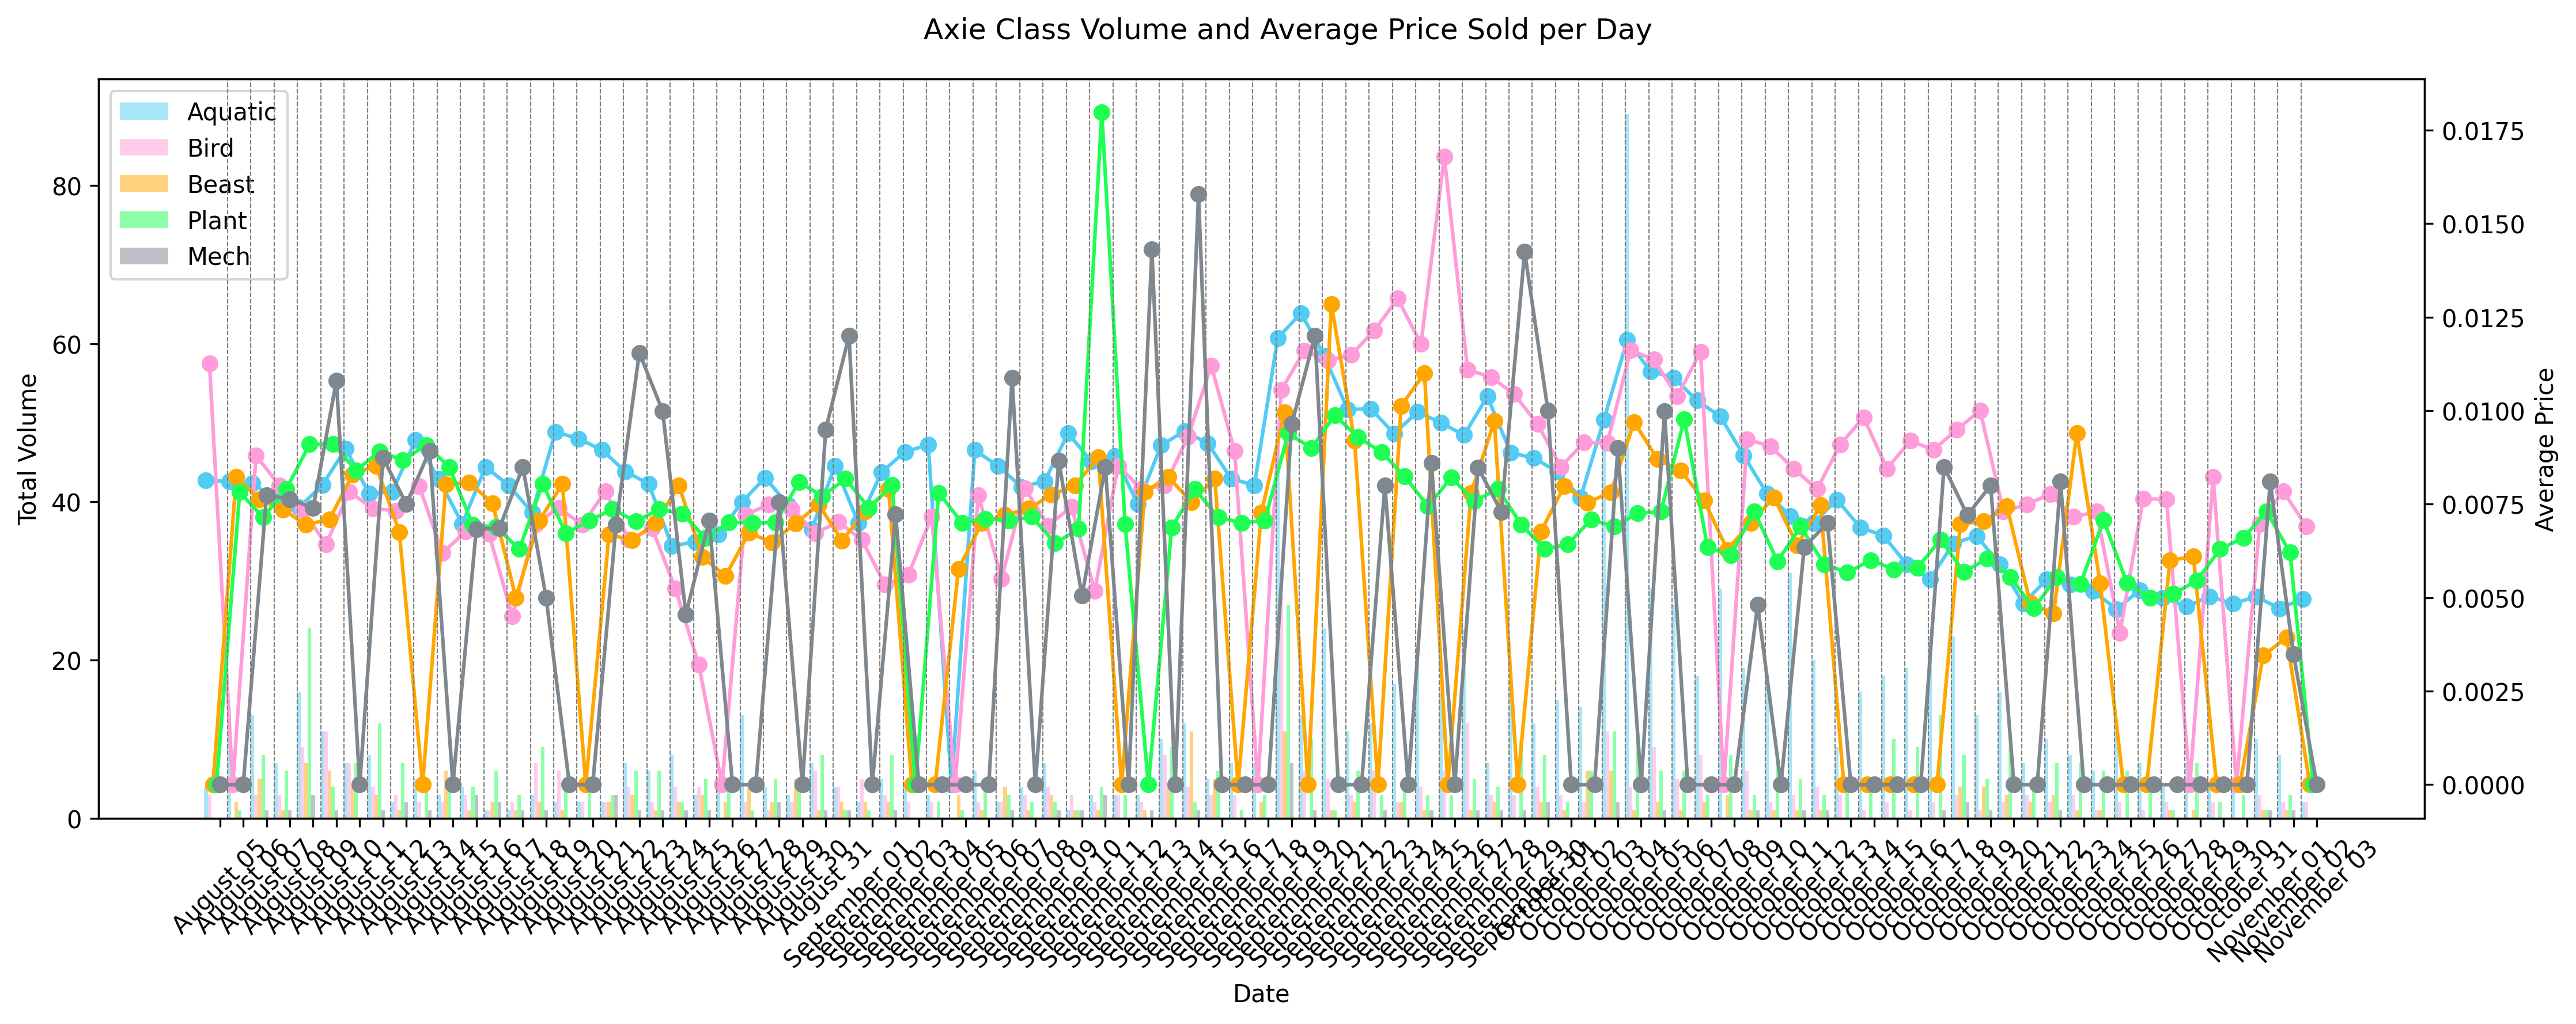 Axie Class Volume and Average Price Sold per Day
Aquatic
Bird
Beast
Plant
Mech
Total Volume
80
60
40
20
0
Average Price
0.0175
0.0150
0.0125
0.0100
0.0075
0.0050
0.0025
0.0000
August 05
August 06
August 07
August 08
August 09
August 10
August 11
August 12
August 13
August 14
August 15
August 16
August 17
August 18
August 19
August 20
August 21
August 22
August 23
August 24
August 25
August 26
August 27
August 28
August 29
August 30
August 31
September 01
September 02
September 03
September 04
September 05
September 06
September 07
September 08
September 09
September 10
September 11
September 12
September 13
September 14
September 15
September 16
September 17
September 18
September 19
September 20
September 21
September 22
September 23
September 24
September 25
September 26
September 27
September 28
September 29
September 30
October 01
October 02
October 03
October 04
October 05
October 06
October 07
October 08
October 09
October 10
October 11
October 12
October 13
October 14
October 15
October 16
October 17
October 18
October 19
October 20
October 21
October 22
October 23
October 24
October 25
October 26
October 27
October 28
October 29
October 30
October 31
November 01
November 02
November 03
Date